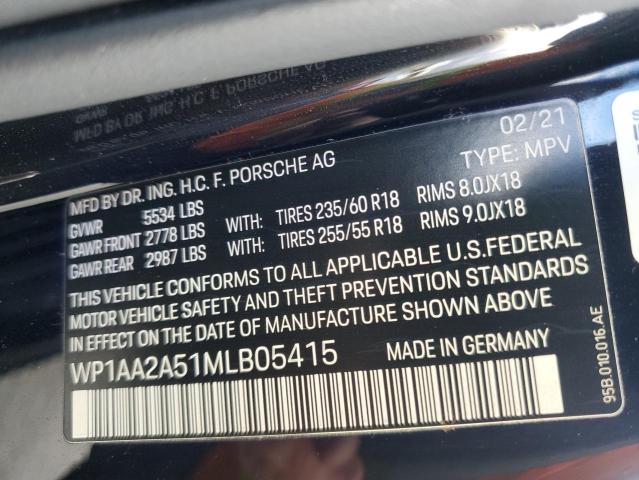 02/21
MFD BY DR. ING. H.C. F. PORSCHE AG TYPE: MPV
GVWR 5534 LBS
GAWR FRONT 2778 LBS WITH: TIRES 235/60 R18 RIMS 8.0JX18
GAWR REAR 2987 LBS WITH: TIRES 255/55 R18 RIMS 9.0JX18
THIS VEHICLE CONFORMS TO ALL APPLICABLE U.S.FEDERAL
MOTOR VEHICLE SAFETY AND THEFT PREVENTION STANDARDS
IN EFFECT ON THE DATE OF MANUFACTURE SHOWN ABOVE
WP1AA2A51MLB05415 MADE IN GERMANY
95B.010.016.AE